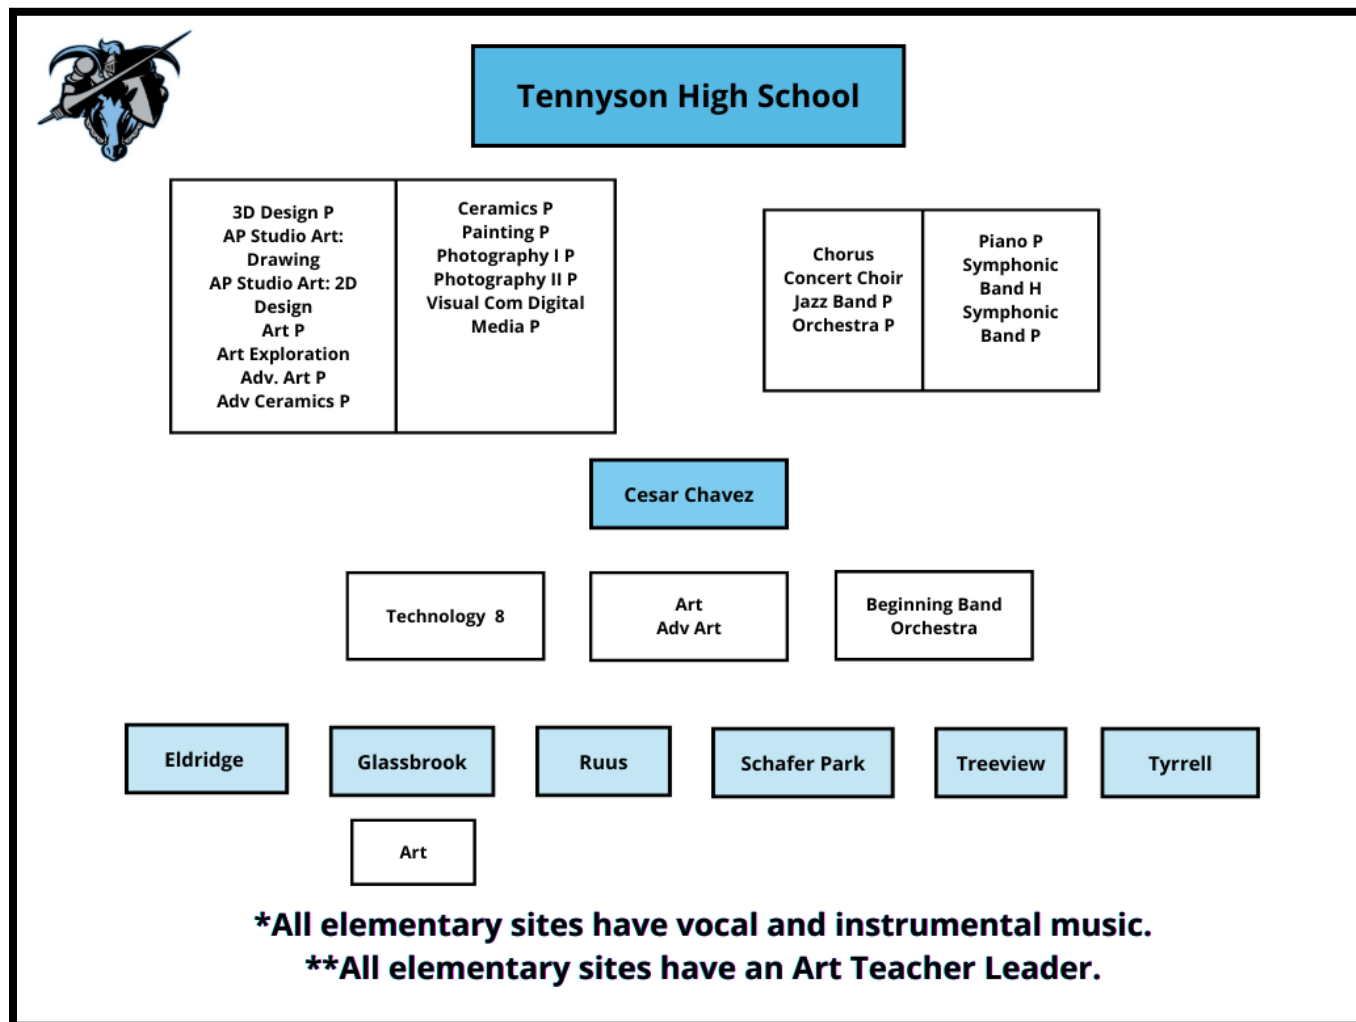 Tennyson High School
3D Design P
AP Studio Art:
Drawing
AP Studio Art: 2D
Design
Art P
Art Exploration
Adv. Art P
Adv Ceramics P
Ceramics P
Painting P
Photography I P
Photography II P
Visual Com Digital
Media P
Chorus
Concert Choir
Jazz Band P
Orchestra P
Piano P
Symphonic
Band H
Symphonic
Band P
Cesar Chavez
Technology 8
Art
Adv Art
Beginning Band
Orchestra
Eldridge
Glassbrook
Ruus
Schafer Park
Treeview
Tyrrell
Art
*All elementary sites have vocal and instrumental music.
**All elementary sites have an Art Teacher Leader.